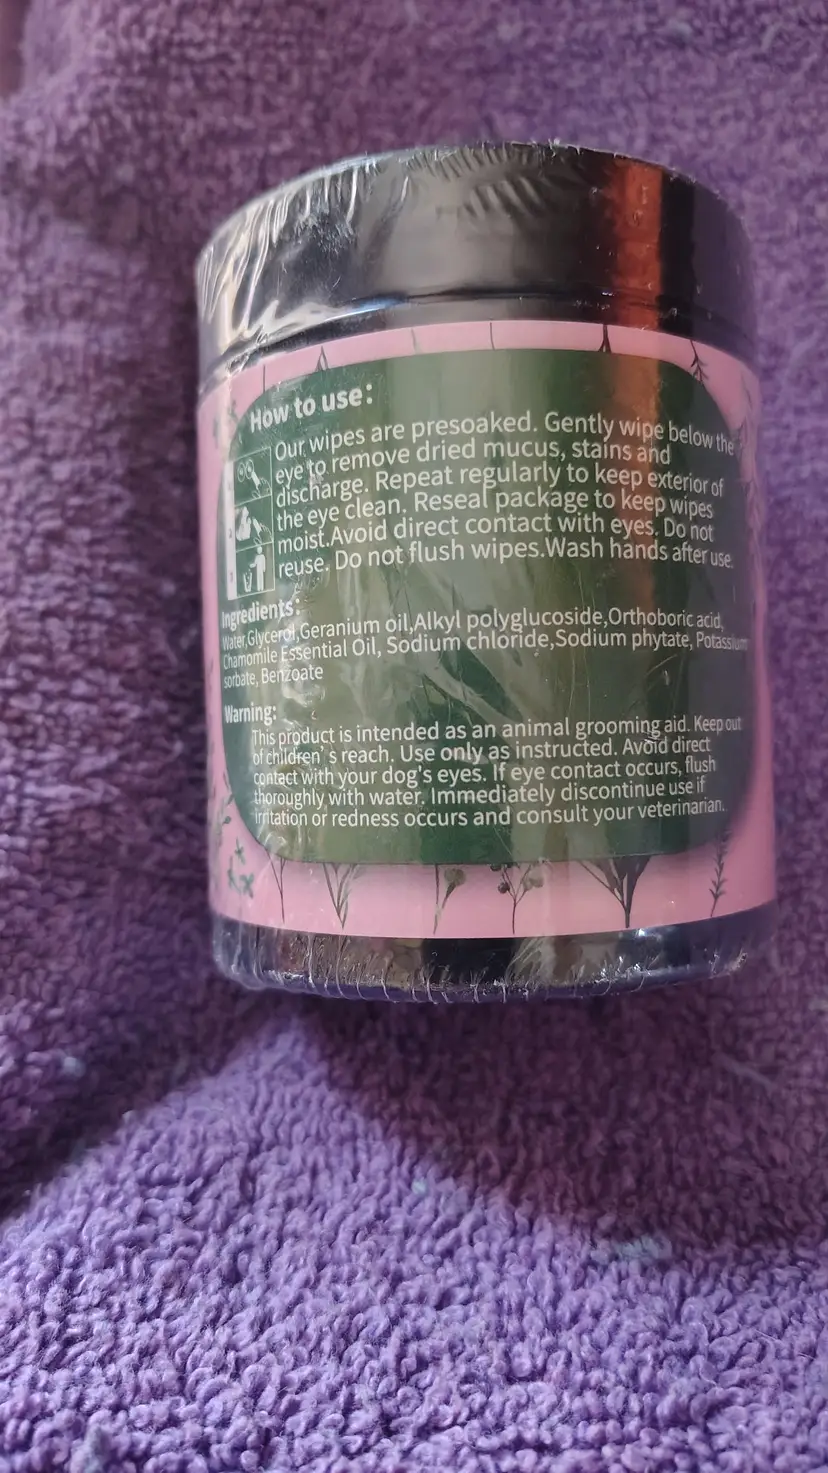 How to use:
Our wipes are presoaked. Gently wipe below the
eye to remove dried mucus, stains and
discharge. Repeat regularly to keep exterior of
the eye clean. Reseal package to keep wipes
moist.Avoid direct contact with eyes. Do not
reuse. Do not flush wipes.Wash hands after use.
Ingredients:
Water,Glycerol,Geranium oil,Alkyl polyglucoside,Orthoboric acid,
Chamomile Essential Oil, Sodium chloride,Sodium phytate, Potassium
sorbate, Benzoate
Warning:
This product is intended as an animal grooming aid. Keep out
of children's reach. Use only as instructed. Avoid direct
contact with your dog's eyes. If eye contact occurs, flush
thoroughly with water. Immediately discontinue use if
irritation or redness occurs and consult your veterinarian.